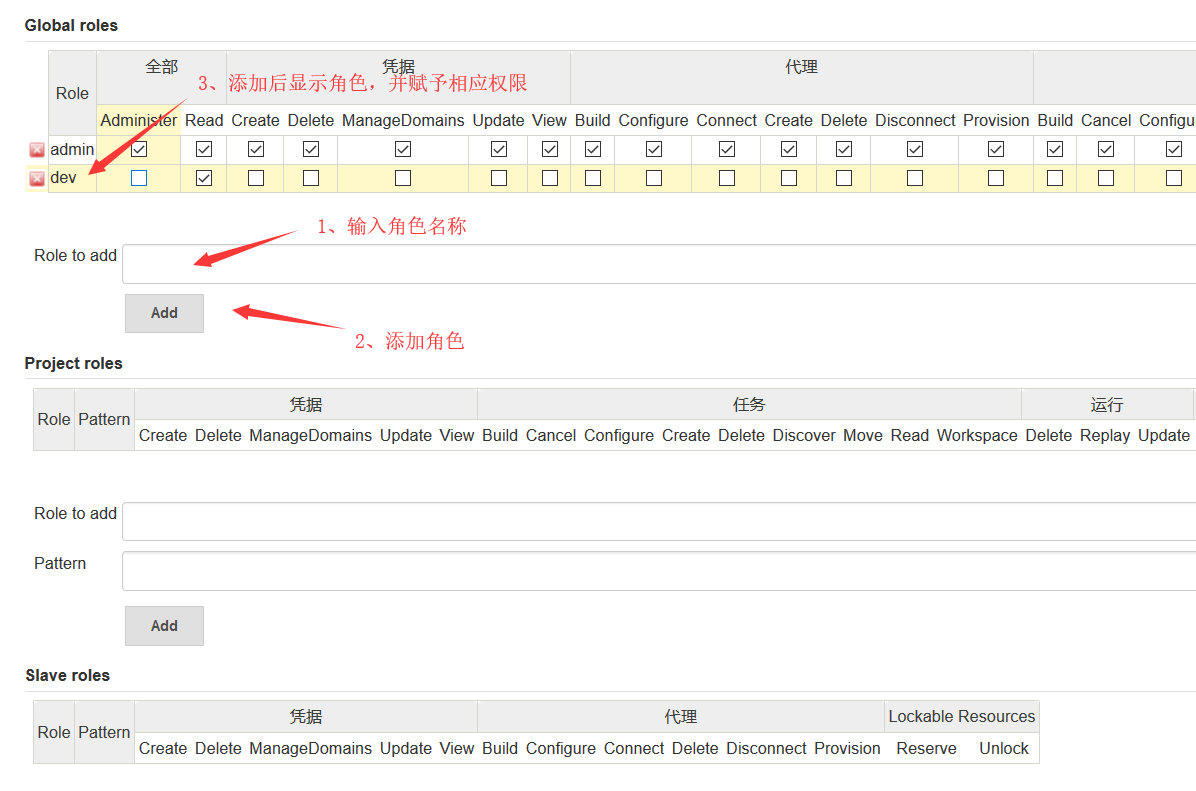 Global roles
Role 全部 凭据 代理
3、添加后显示角色，并赋予相应权限
Administer Read Create Delete ManageDomains Update View Build Configure Connect Create Delete Disconnect Provision Build Cancel Configu
admin
dev
1、输入角色名称
Role to add
Add
2、添加角色
Project roles
Role Pattern 凭据 任务 运行
Create Delete ManageDomains Update View Build Cancel Configure Create Delete Discover Move Read Workspace Delete Replay Update
Role to add
Pattern
Add
Slave roles
Role Pattern 凭据 代理 Lockable Resources
Create Delete ManageDomains Update View Build Configure Connect Delete Disconnect Provision Reserve Unlock